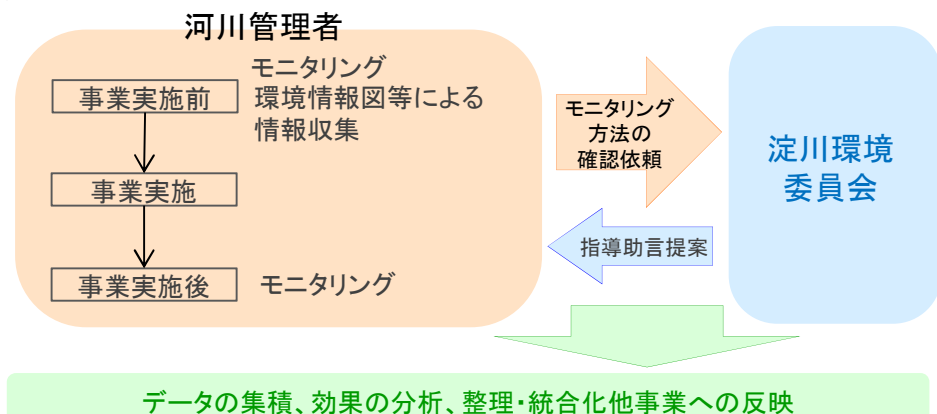 河川管理者
モニタリング
環境情報図等による
情報収集
事業実施前
事業実施
事業実施後
モニタリング
モニタリング
方法の
確認依頼
指導助言提案
淀川環境
委員会
データの集積、効果の分析、整理・統合化他事業への反映